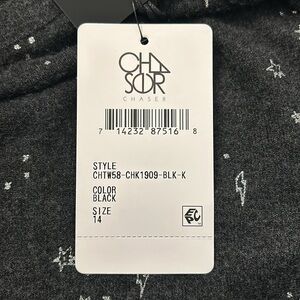 CHA
SOR
CHASER
7 14232 87516 8
STYLE
CHTW58-CHK1909-BLK-K
COLOR
BLACK
SIZE
14